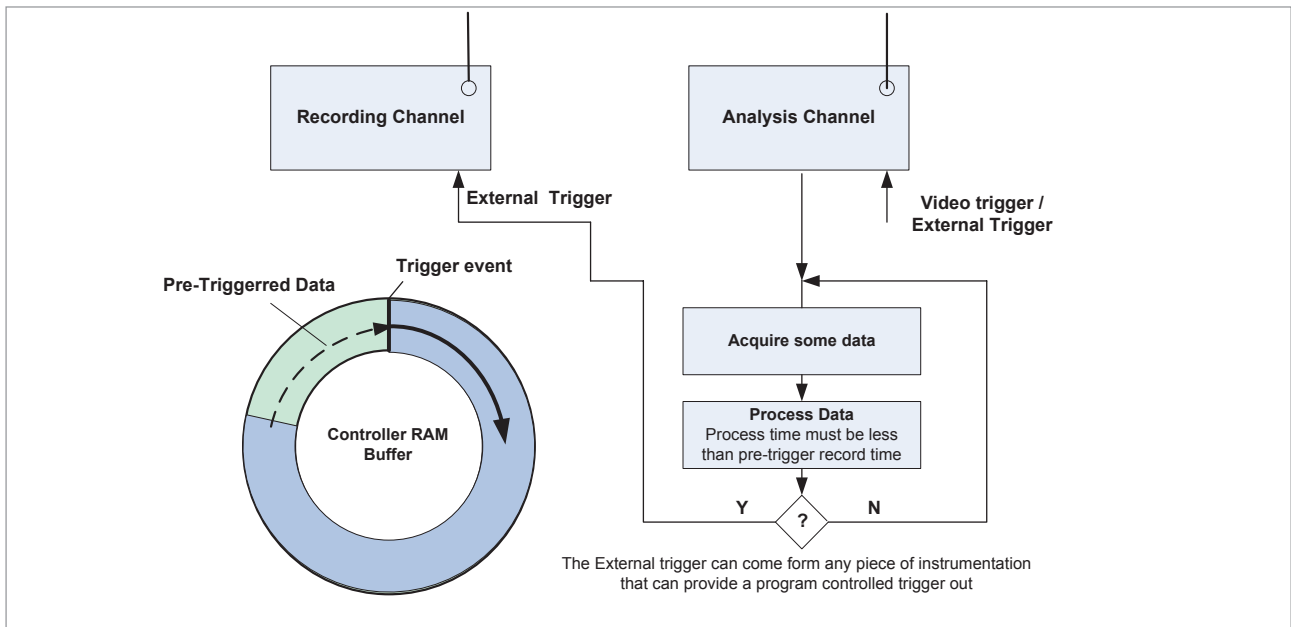 Recording Channel
Analysis Channel
External Trigger
Video trigger /
External Trigger
Trigger event
Pre-Triggerred Data
Controller RAM
Buffer
Acquire some data
Process Data
Process time must be less
than pre-trigger record time
Y
?
N
The External trigger can come form any piece of instrumentation
that can provide a program controlled trigger out